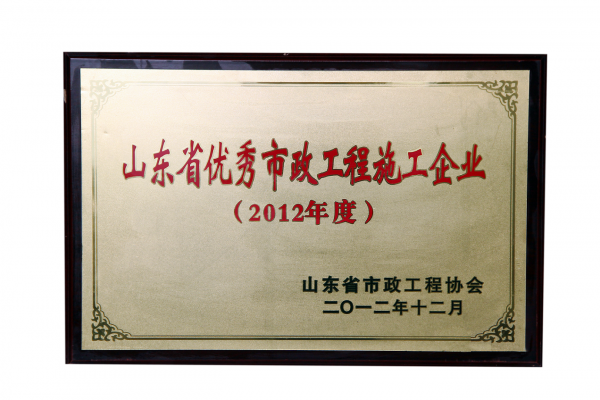 山东省优秀市政工程施工企业
（2012年度）
山东省市政工程协会
二〇一二年十二月